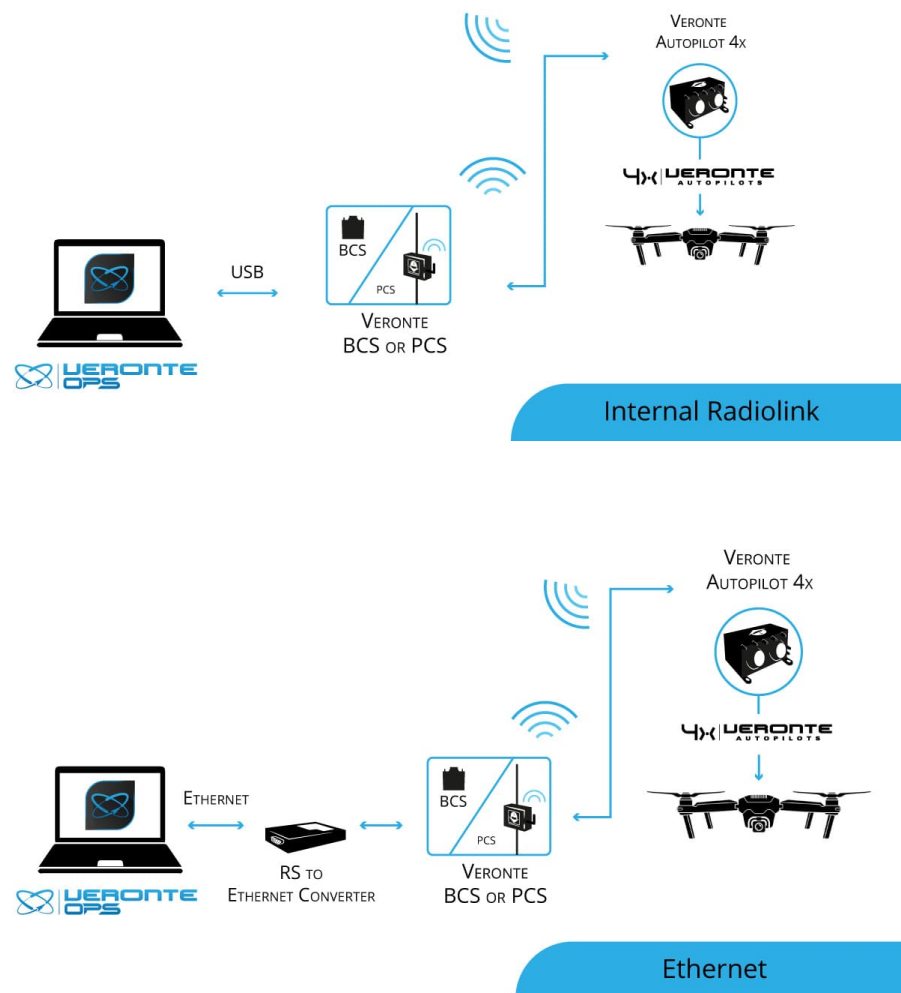 Veronte
Autopilot 4x
4x VERONTE
AUTOPILOTS
BCS
USB
PCS
Veronte
BCS or PCS
VERONTE
OPS
Internal Radiolink
Veronte
Autopilot 4x
4x VERONTE
AUTOPILOTS
BCS
Ethernet
PCS
RS to
Ethernet Converter
Veronte
BCS or PCS
VERONTE
OPS
Ethernet